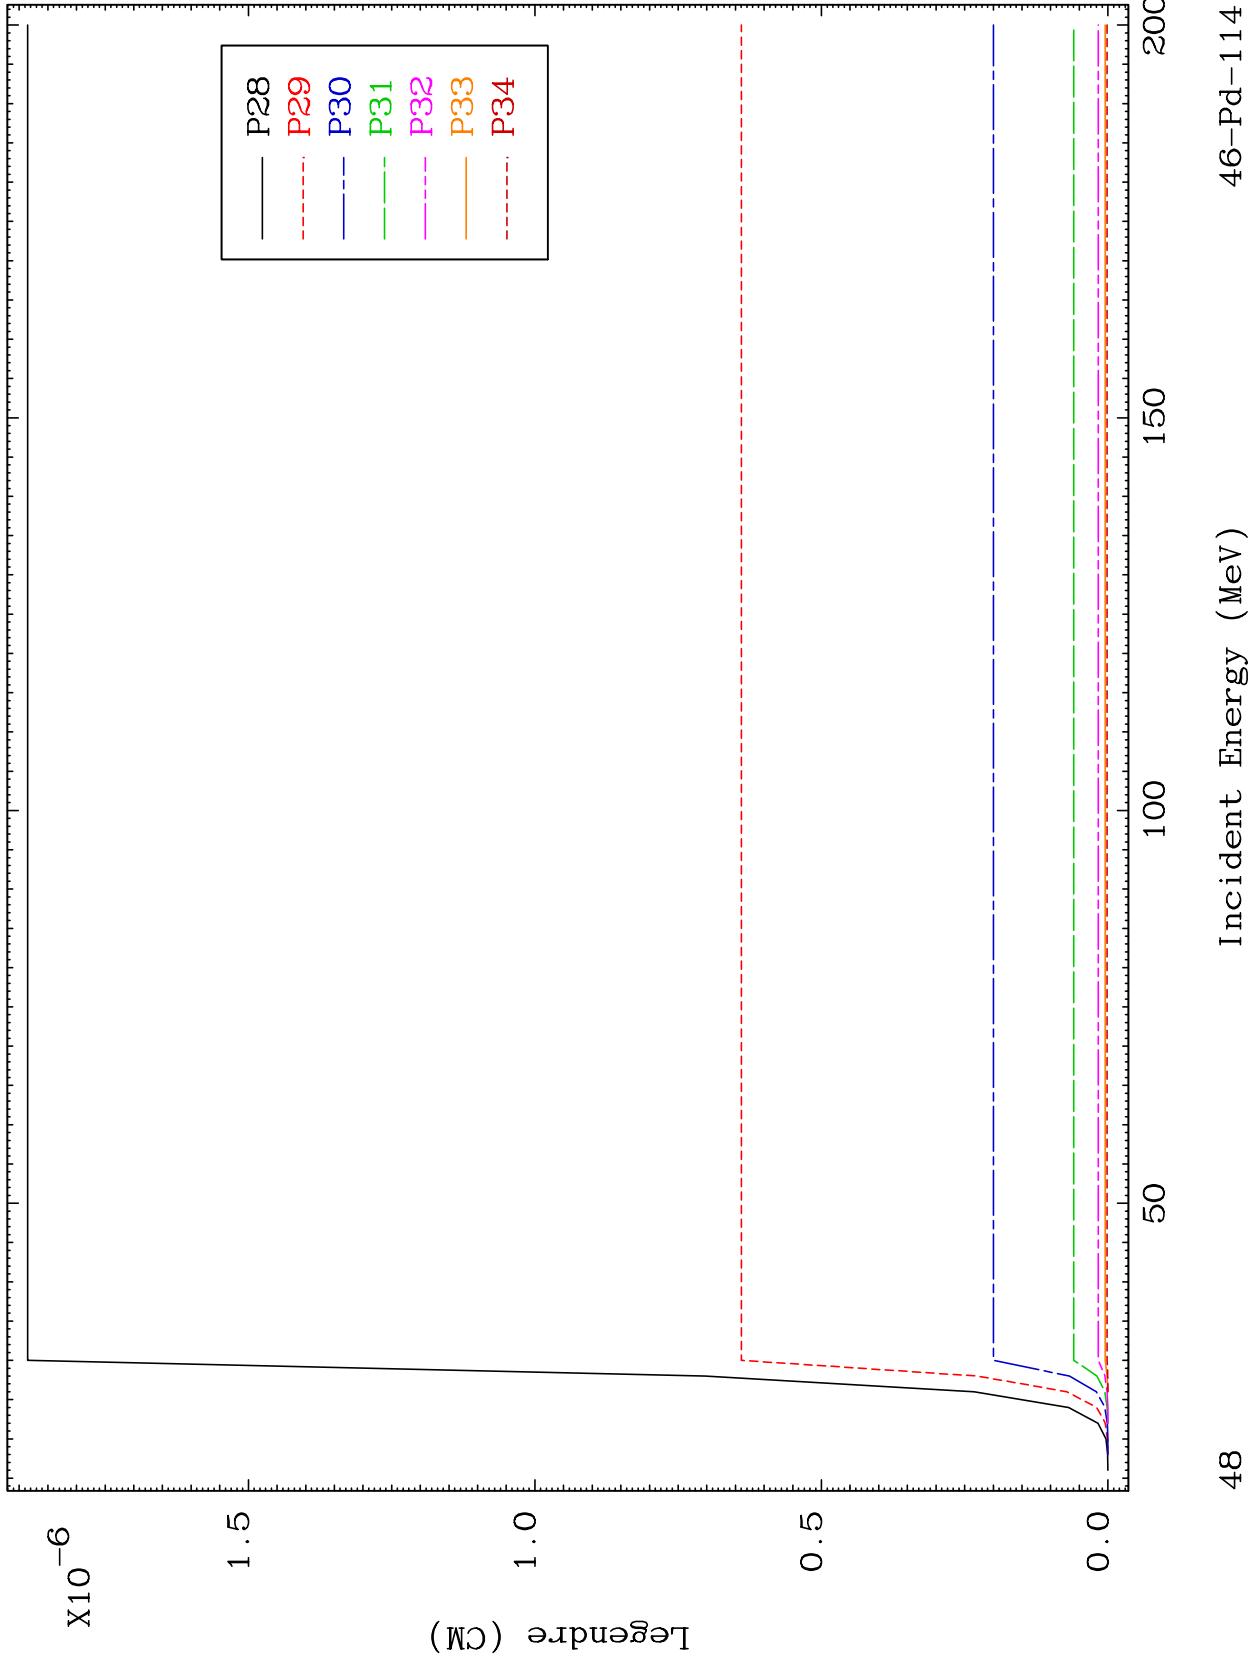 X10-6
Legendre (CM)
1.5
1.0
0.5
0.0
50
100
150
200
Incident Energy (MeV)
P28
P29
P30
P31
P32
P33
P34
48
46-Pd-114